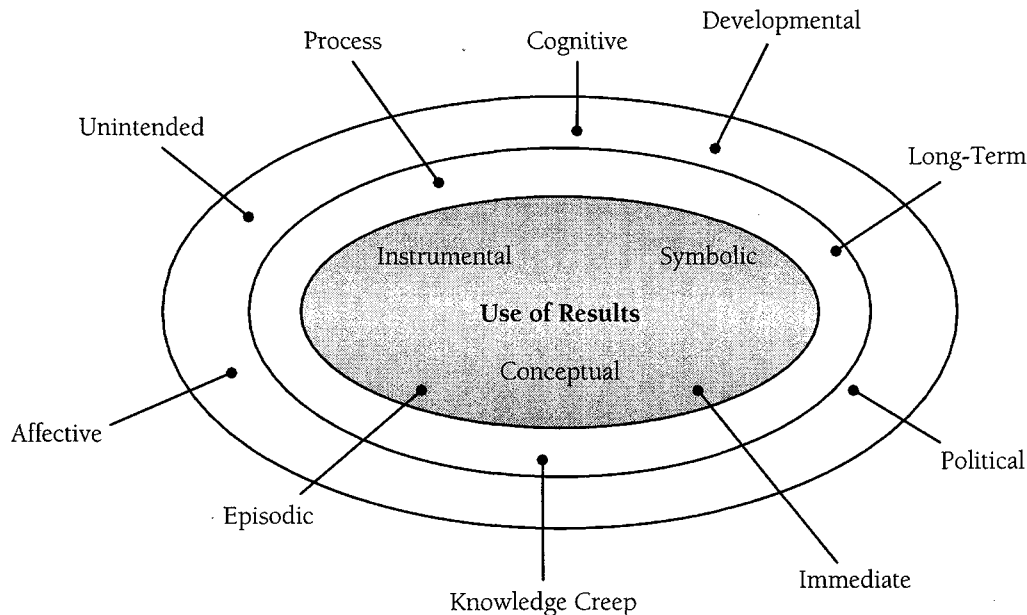 Developmental
Process
Cognitive
Unintended
Long-Term
Instrumental
Symbolic
Use of Results
Conceptual
Affective
Political
Episodic
Immediate
Knowledge Creep